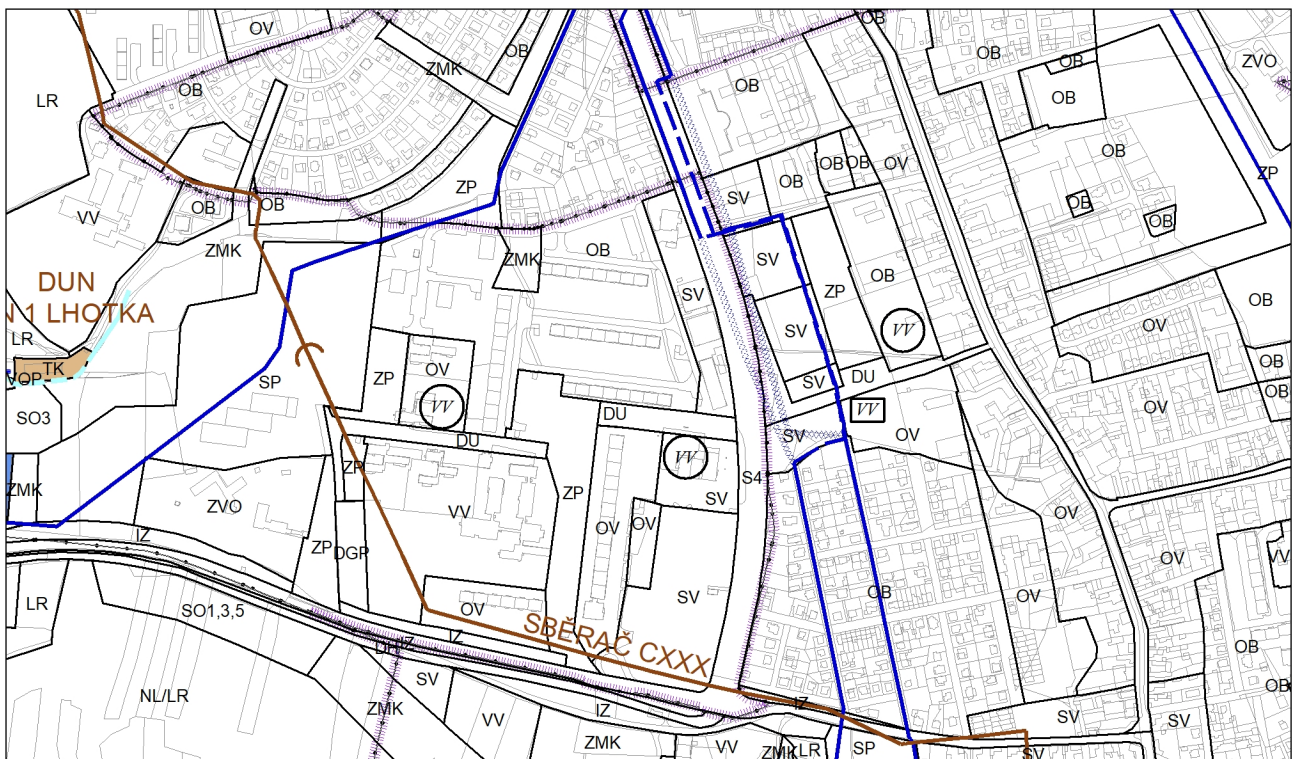 OV
OB
OB
ZMK
OB
OB
ZVO
LR
OB
OB
OB
OB
VV
OB
OB
ZP
SV
OB
OB
OB
OV
ZP
OB
OB
ZMK
ZMK
OB
SV
SV
ZP
OB
DUN
N 1 LHOTKA
SV
SV
VV
OV
OB
LR
TK
VOP
SP
ZP
OV
SV
DU
OB
OB
SO3
VV
DU
VV
VV
OV
OV
DU
SV
ZMK
ZP
S4
ZVO
VV
ZP
OV
OV
SV
OV
OV
VV
IZ
ZP
DGP
LR
SO1,3,5
OV
SV
OB
OV
IZ
IZ
SBĚRAČ CXXX
OB
NL/LR
SV
ZMK
VV
IZ
IZ
OB
SV
SV
ZMK
VV
ZMK
LR
SP
SV